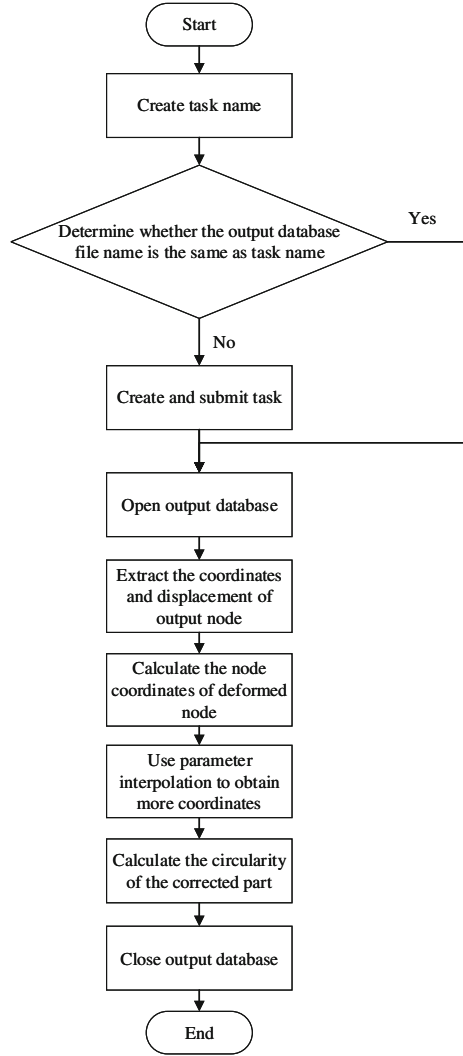 Start
Create task name
Determine whether the output database
file name is the same as task name
Yes
No
Create and submit task
Open output database
Extract the coordinates
and displacement of
output node
Calculate the node
coordinates of deformed
node
Use parameter
interpolation to obtain
more coordinates
Calculate the circularity
of the corrected part
Close output database
End